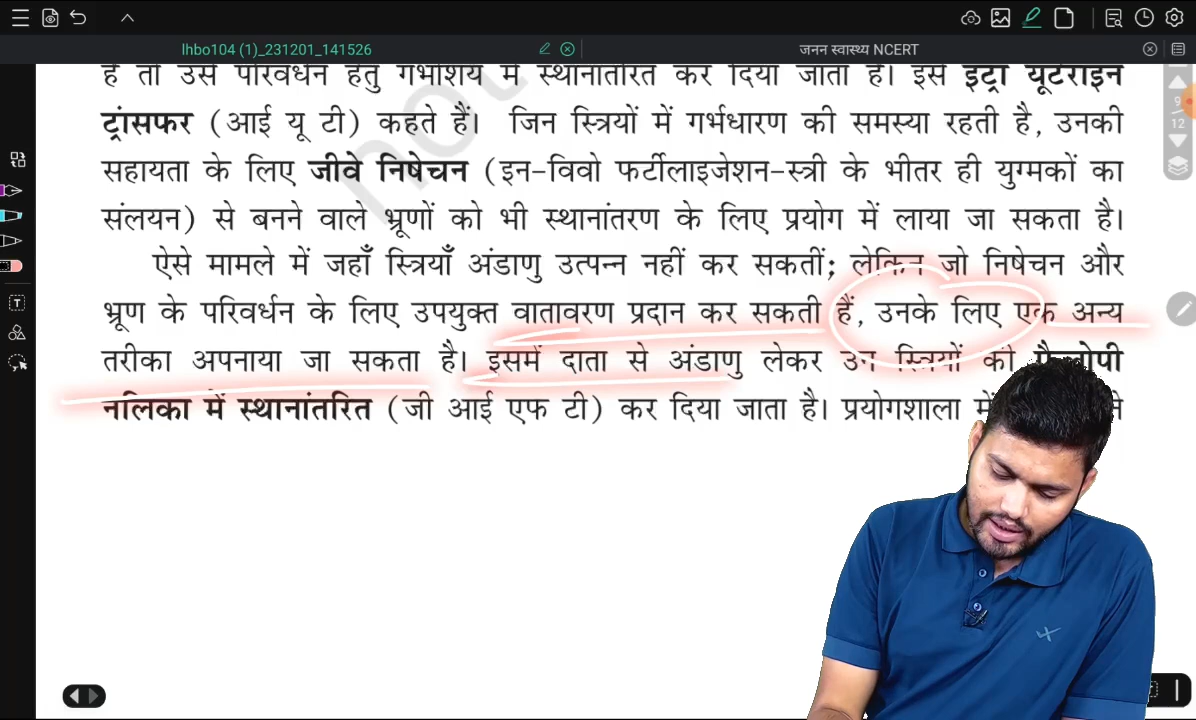 lhbo104 (1)_231201_141526
जनन स्वास्थ्य NCERT
है तो उसे परिवर्धन हेतु गर्भाशय में स्थानांतरित कर दिया जाता है। इसे इंट्रा यूटेराइन
ट्रांसफर (आई यू टी) कहते हैं। जिन स्त्रियों में गर्भधारण की समस्या रहती है, उनकी
सहायता के लिए जीवे निषेचन (इन-विवो फर्टीलाइजेशन-स्त्री के भीतर ही युग्मकों का
संलयन) से बनने वाले भ्रूणों को भी स्थानांतरण के लिए प्रयोग में लाया जा सकता है।
ऐसे मामले में जहाँ स्त्रियाँ अंडाणु उत्पन्न नहीं कर सकतीं; लेकिन जो निषेचन और
भ्रूण के परिवर्धन के लिए उपयुक्त वातावरण प्रदान कर सकती हैं, उनके लिए एक अन्य
तरीका अपनाया जा सकता है। इसमें दाता से अंडाणु लेकर उन स्त्रियों की फैलोपी
नलिका में स्थानांतरित (जी आई एफ टी) कर दिया जाता है। प्रयोगशाला में
9
12
not